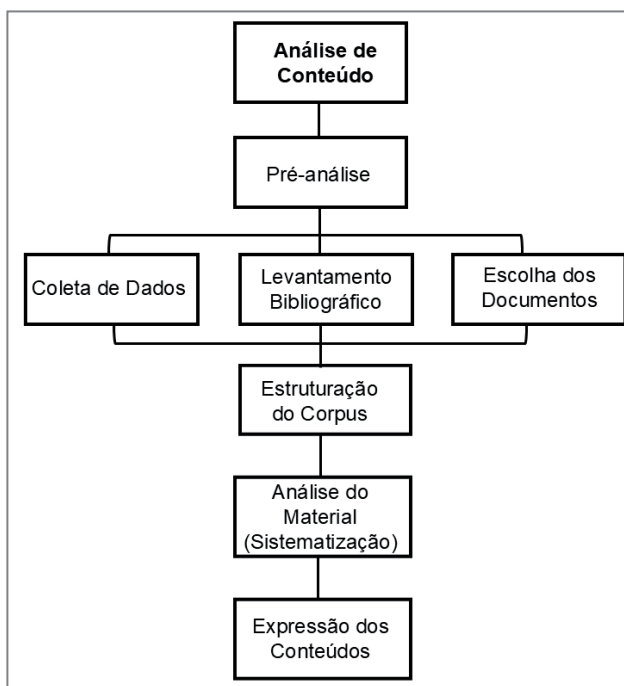 Análise de
Conteúdo
Pré-análise
Coleta de Dados
Levantamento
Bibliográfico
Escolha dos
Documentos
Estruturação
do Corpus
Análise do
Material
(Sistematização)
Expressão dos
Conteúdos